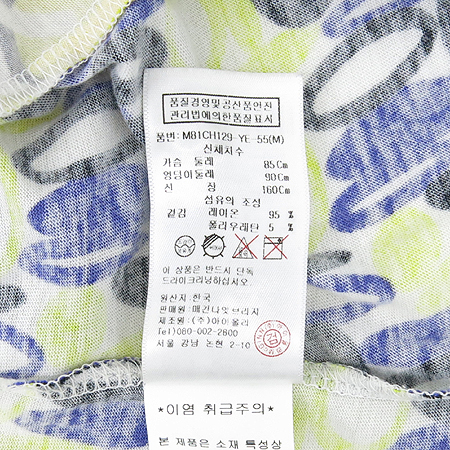 품질경영및공산품안전
관리법에의한품질표시
품번: M81CH129-YE-55(M)
신체치수
가슴 둘레 85Cm
엉덩이둘레 90Cm
신 장 160Cm
섬유의 조성
겉감 레이온 95 %
폴리우레탄 5 %
이 상품은 반드시 단독
드라이크리닝하십시오
원산지: 한국
판매원: 매긴나잇브리지
제조원: (주)아이올리
TEL: 080-002-2800
서울 강남 논현 2-10
*이염 취급주의*
본 제품은 소재 특성상